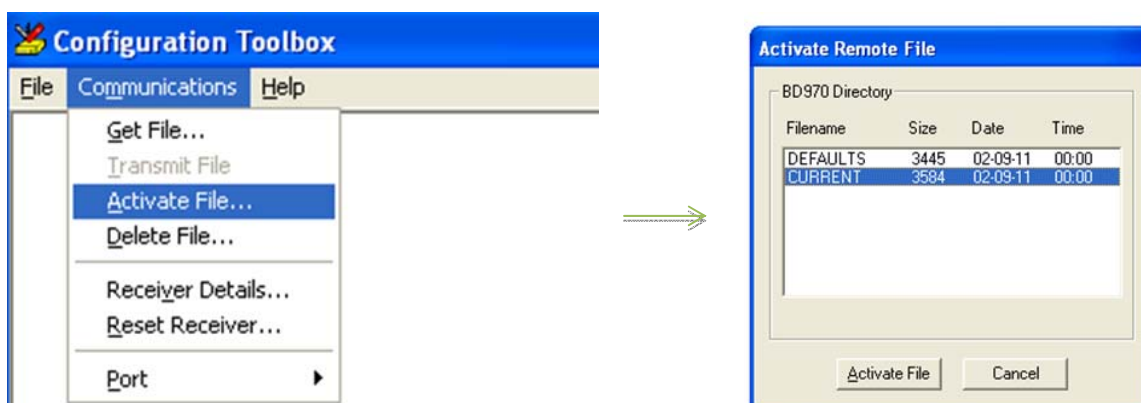 Configuration Toolbox
File Communications Help
Get File...
Transmit File
Activate File...
Delete File...
Receiver Details...
Reset Receiver...
Port
Activate Remote File
BD970 Directory
Filename Size Date Time
DEFAULTS 3445 02-09-11 00:00
CURRENT 3584 02-09-11 00:00
Activate File Cancel